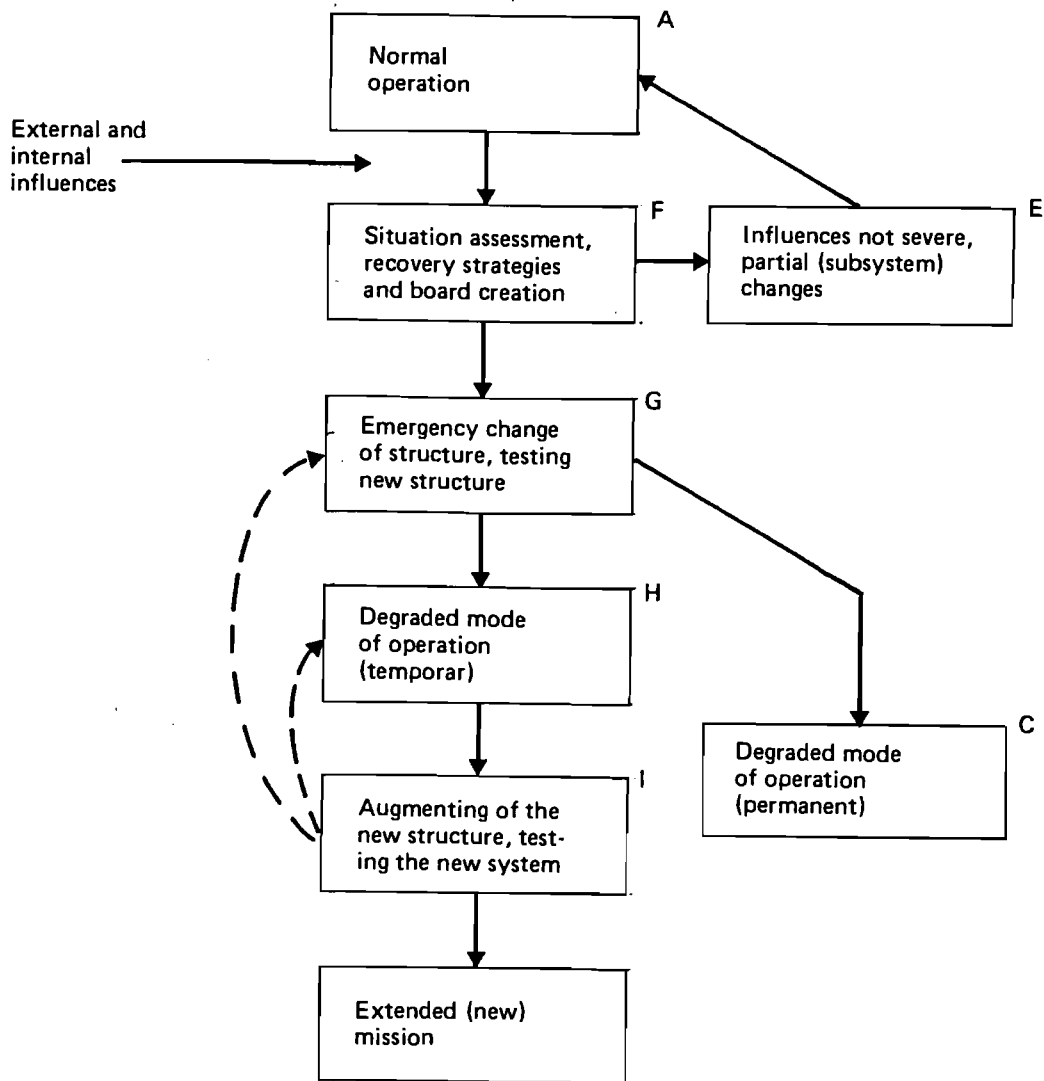 A
Normal
operation
External and
internal
influences
F
Situation assessment,
recovery strategies
and board creation
E
Influences not severe,
partial (subsystem)
changes
G
Emergency change
of structure, testing
new structure
H
Degraded mode
of operation
(temporar)
C
Degraded mode
of operation
(permanent)
I
Augmenting of the
new structure, test-
ing the new system
Extended (new)
mission